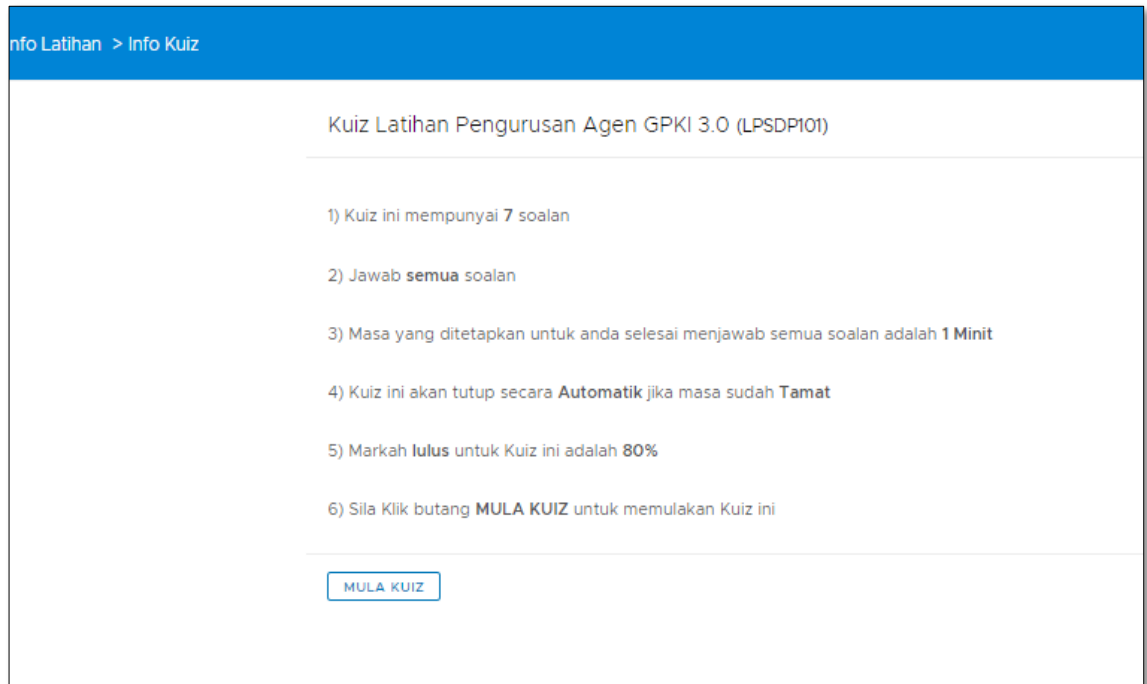 nfo Latihan > Info Kuiz
Kuiz Latihan Pengurusan Agen GPKI 3.0 (LPSDP101)
1) Kuiz ini mempunyai 7 soalan
2) Jawab semua soalan
3) Masa yang ditetapkan untuk anda selesai menjawab semua soalan adalah 1 Minit
4) Kuiz ini akan tutup secara Automatik jika masa sudah Tamat
5) Markah lulus untuk Kuiz ini adalah 80%
6) Sila Klik butang MULA KUIZ untuk memulakan Kuiz ini
MULA KUIZ